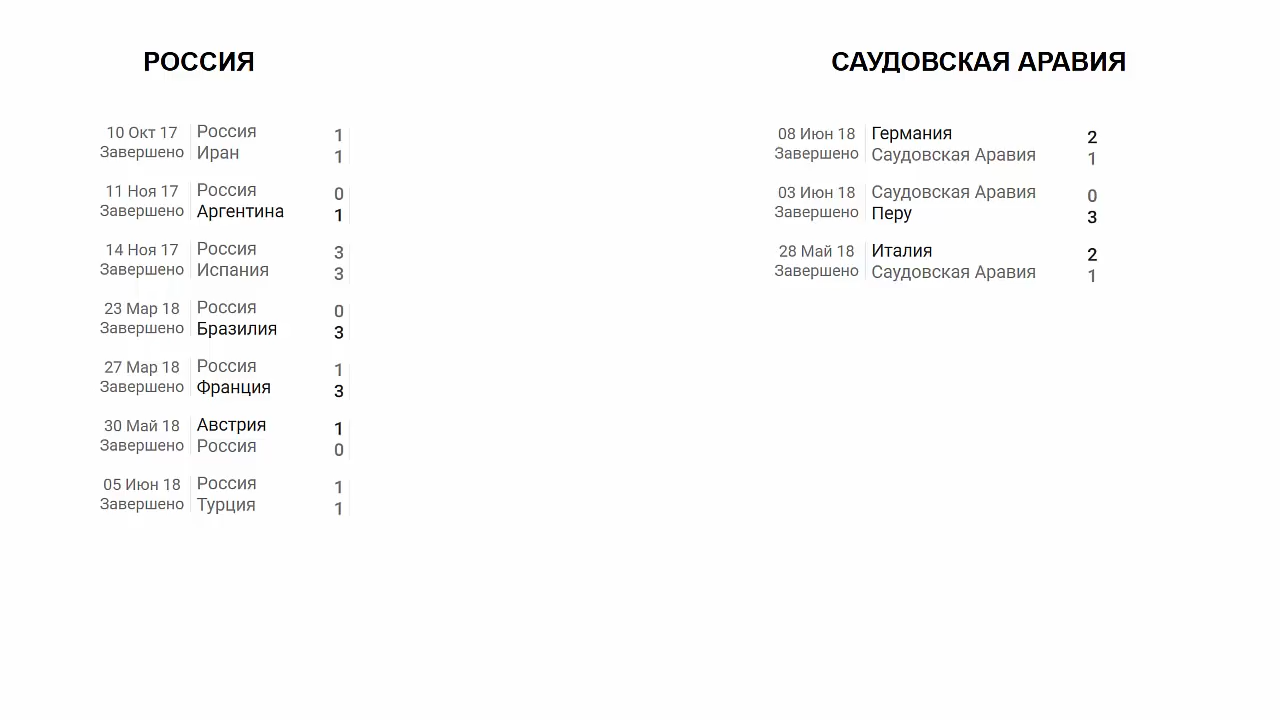 РОССИЯ
10 Окт 17 Россия 1
Завершено Иран 1
11 Ноя 17 Россия 0
Завершено Аргентина 1
14 Ноя 17 Россия 3
Завершено Испания 3
23 Мар 18 Россия 0
Завершено Бразилия 3
27 Мар 18 Россия 1
Завершено Франция 3
30 Май 18 Австрия 1
Завершено Россия 0
05 Июн 18 Россия 1
Завершено Турция 1
САУДОВСКАЯ АРАВИЯ
08 Июн 18 Германия 2
Завершено Саудовская Аравия 1
03 Июн 18 Саудовская Аравия 0
Завершено Перу 3
28 Май 18 Италия 2
Завершено Саудовская Аравия 1